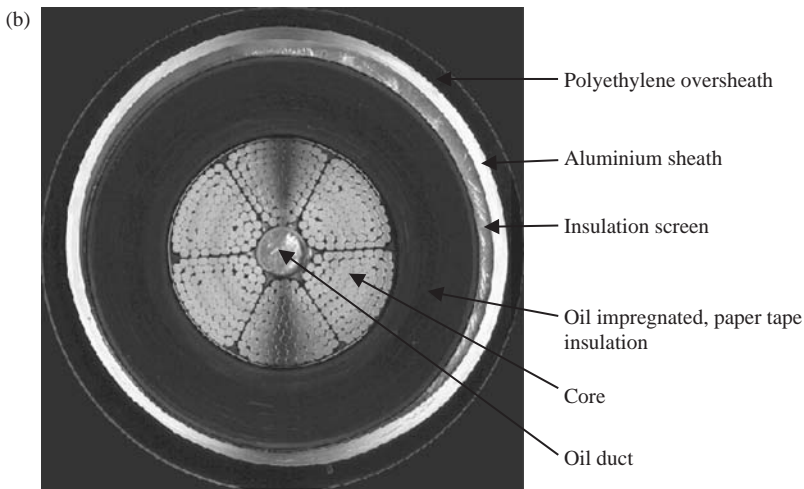 (b)
Polyethylene oversheath
Aluminium sheath
Insulation screen
Oil impregnated, paper tape
insulation
Core
Oil duct